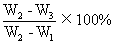 W₂ - W₃ / W₂ - W₁ × 100%